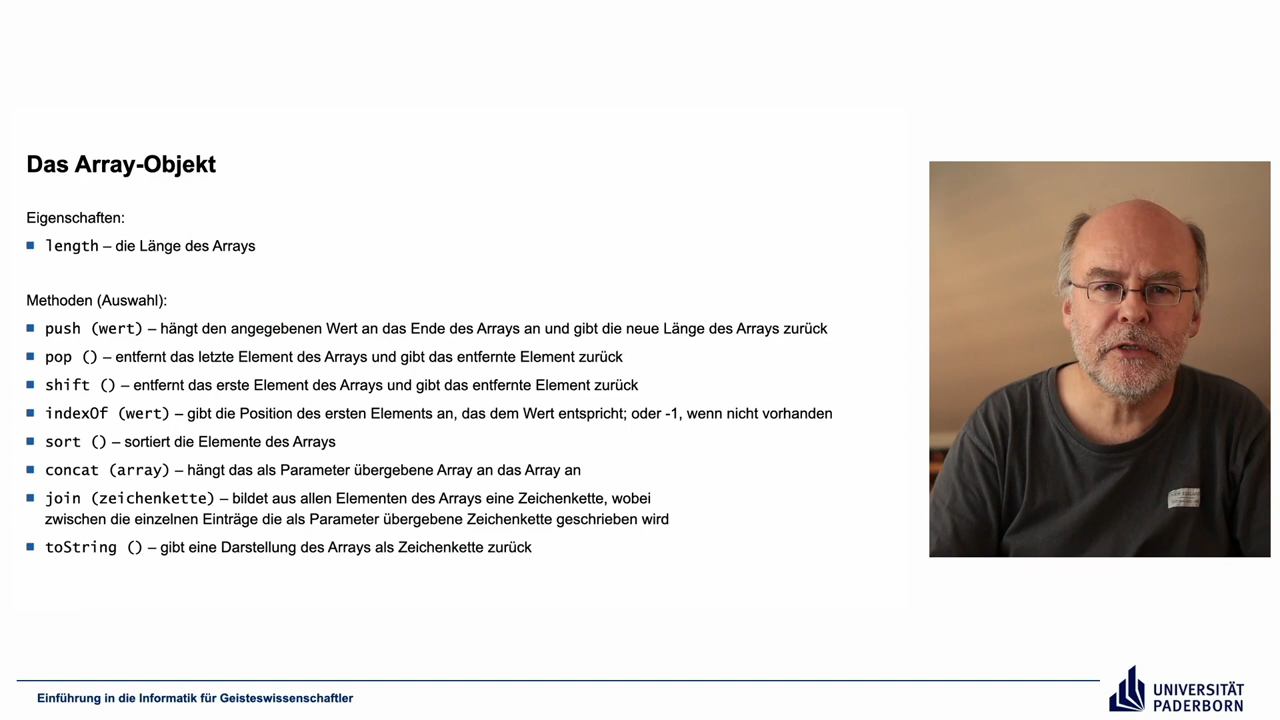 Das Array-Objekt
Eigenschaften:
length – die Länge des Arrays
Methoden (Auswahl):
push (wert) – hängt den angegebenen Wert an das Ende des Arrays an und gibt die neue Länge des Arrays zurück
pop () – entfernt das letzte Element des Arrays und gibt das entfernte Element zurück
shift () – entfernt das erste Element des Arrays und gibt das entfernte Element zurück
indexOf (wert) – gibt die Position des ersten Elements an, das dem Wert entspricht; oder -1, wenn nicht vorhanden
sort () – sortiert die Elemente des Arrays
concat (array) – hängt das als Parameter übergebene Array an das Array an
join (zeichenkette) – bildet aus allen Elementen des Arrays eine Zeichenkette, wobei
zwischen die einzelnen Einträge die als Parameter übergebene Zeichenkette geschrieben wird
toString () – gibt eine Darstellung des Arrays als Zeichenkette zurück
Einführung in die Informatik für Geisteswissenschaftler
UNIVERSITÄT
PADERBORN